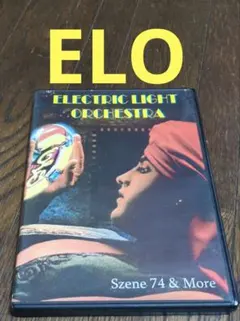 ELO
ELECTRIC LIGHT
ORCHESTRA
Szene 74 & More